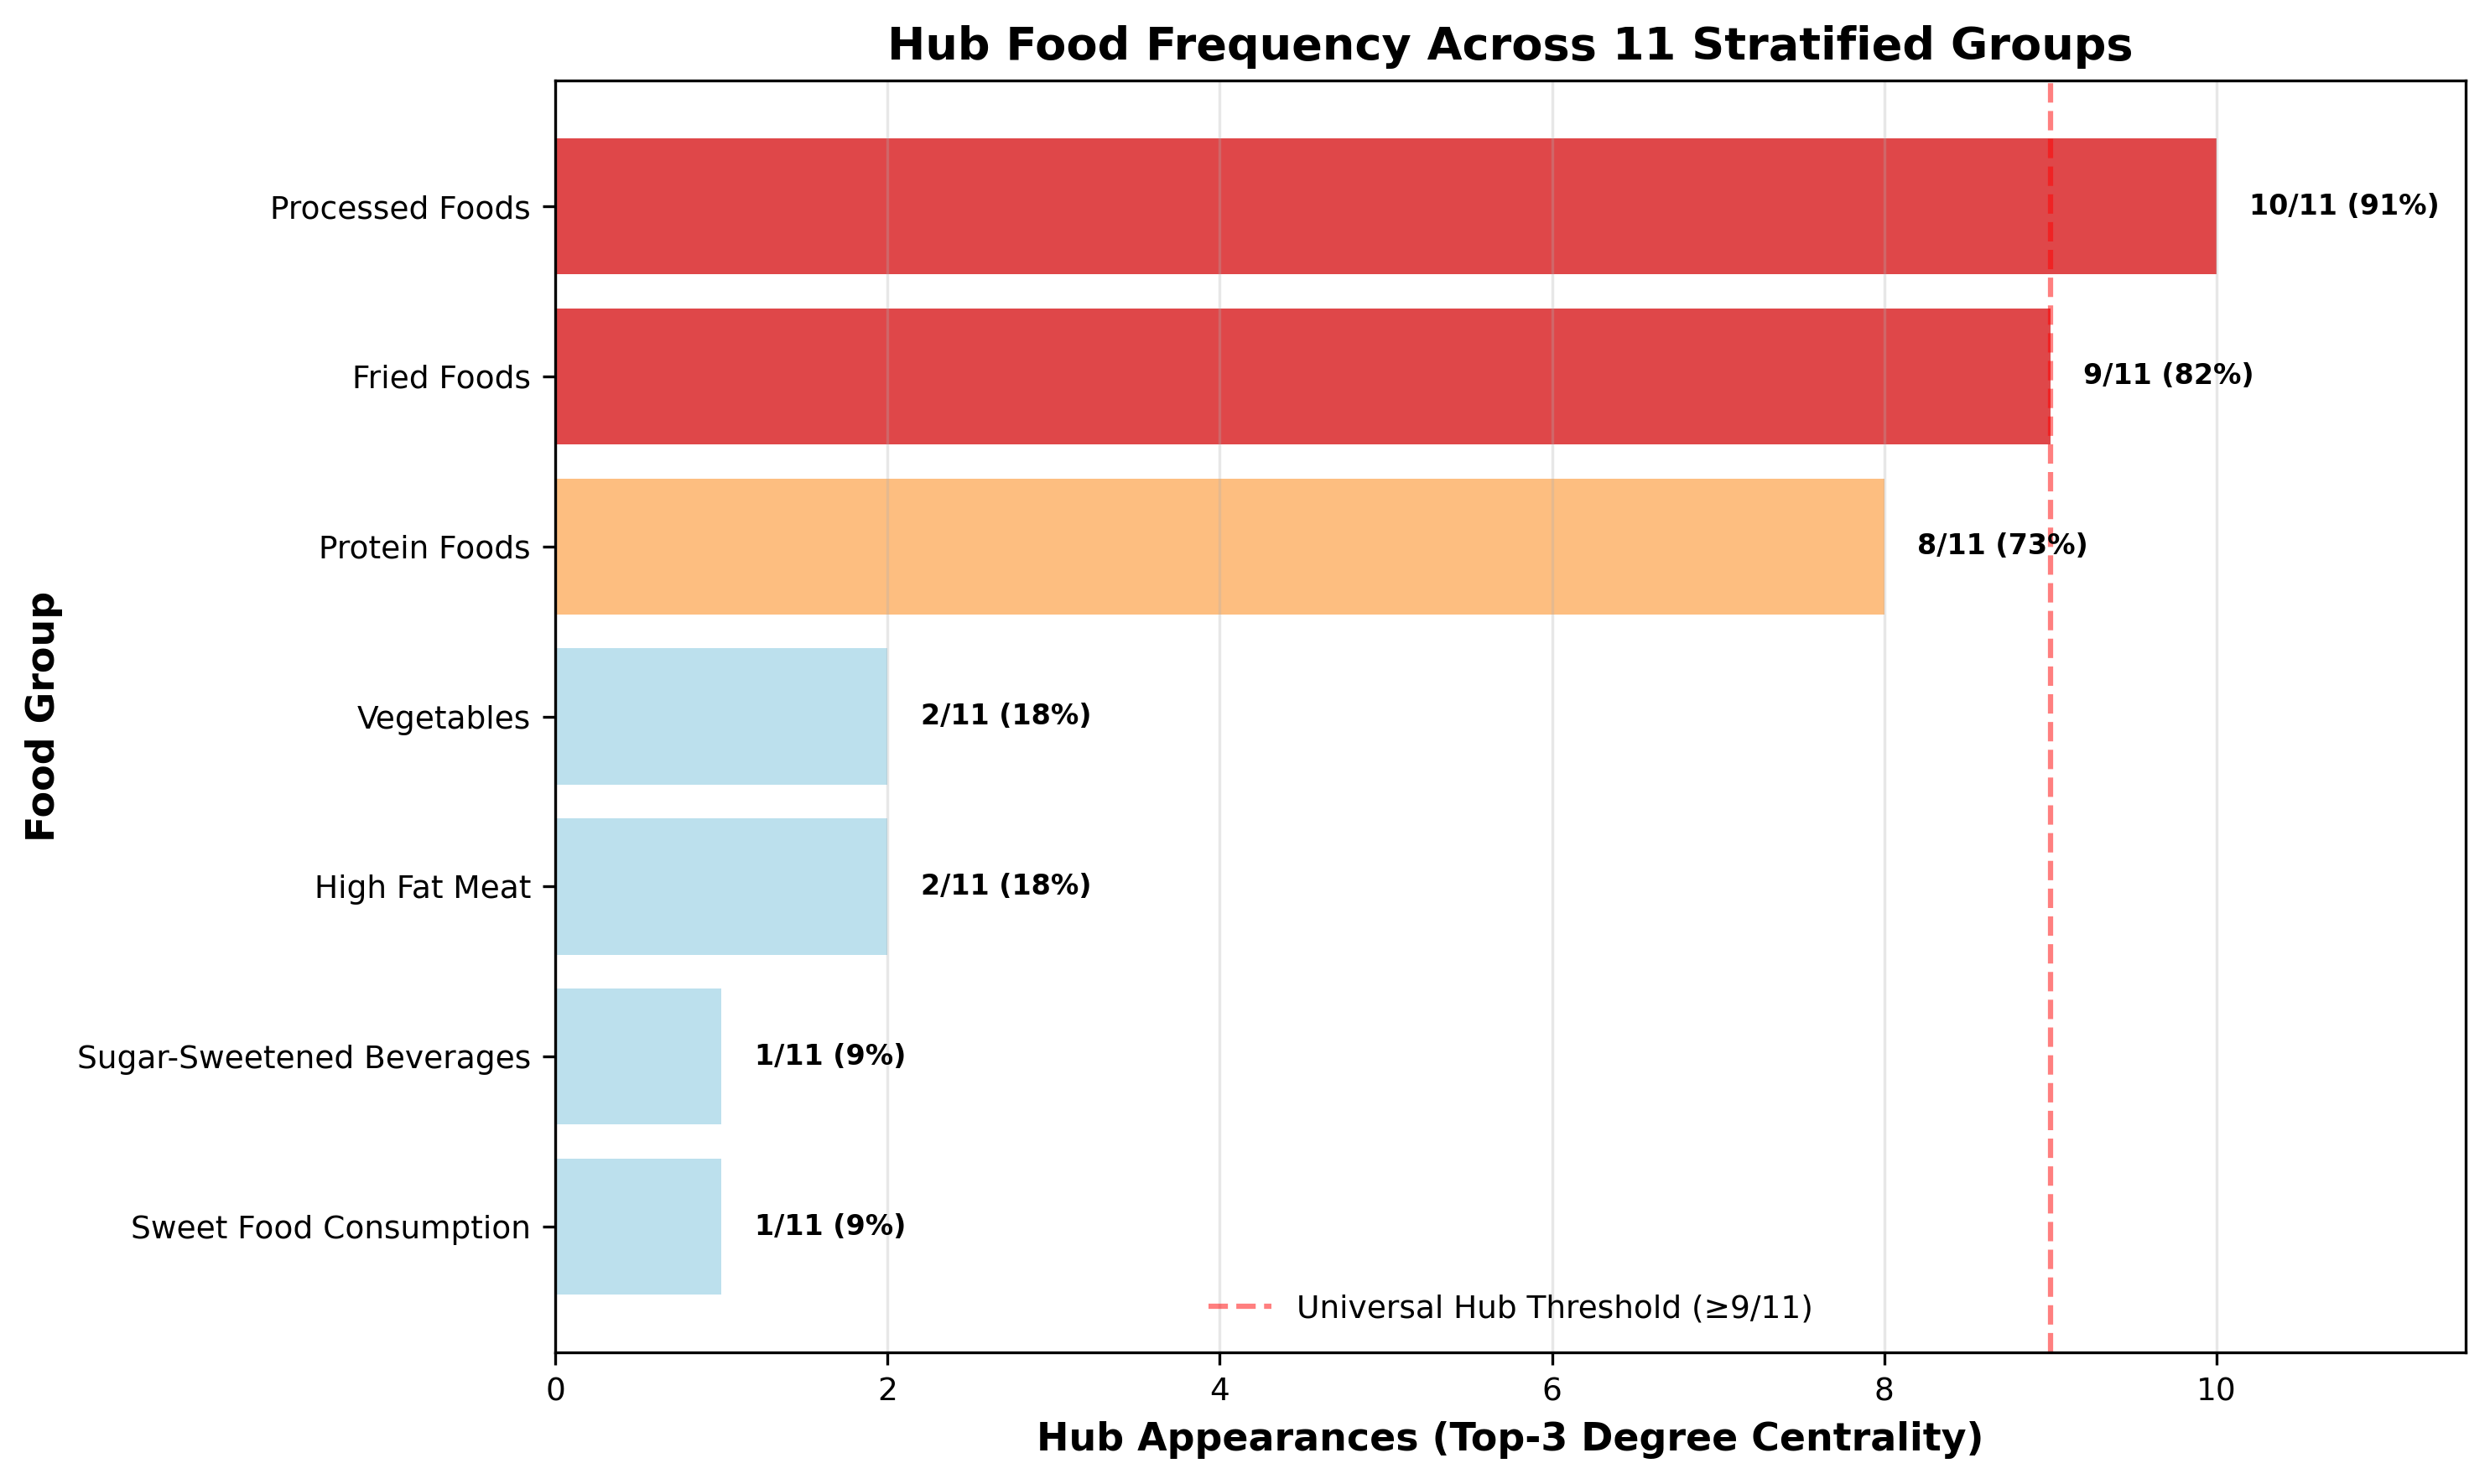 Hub Food Frequency Across 11 Stratified Groups
Food Group
Processed Foods
10/11 (91%)
Fried Foods
9/11 (82%)
Protein Foods
8/11 (73%)
Vegetables
2/11 (18%)
High Fat Meat
2/11 (18%)
Sugar-Sweetened Beverages
1/11 (9%)
Sweet Food Consumption
1/11 (9%)
Universal Hub Threshold (≥9/11)
0 2 4 6 8 10
Hub Appearances (Top-3 Degree Centrality)